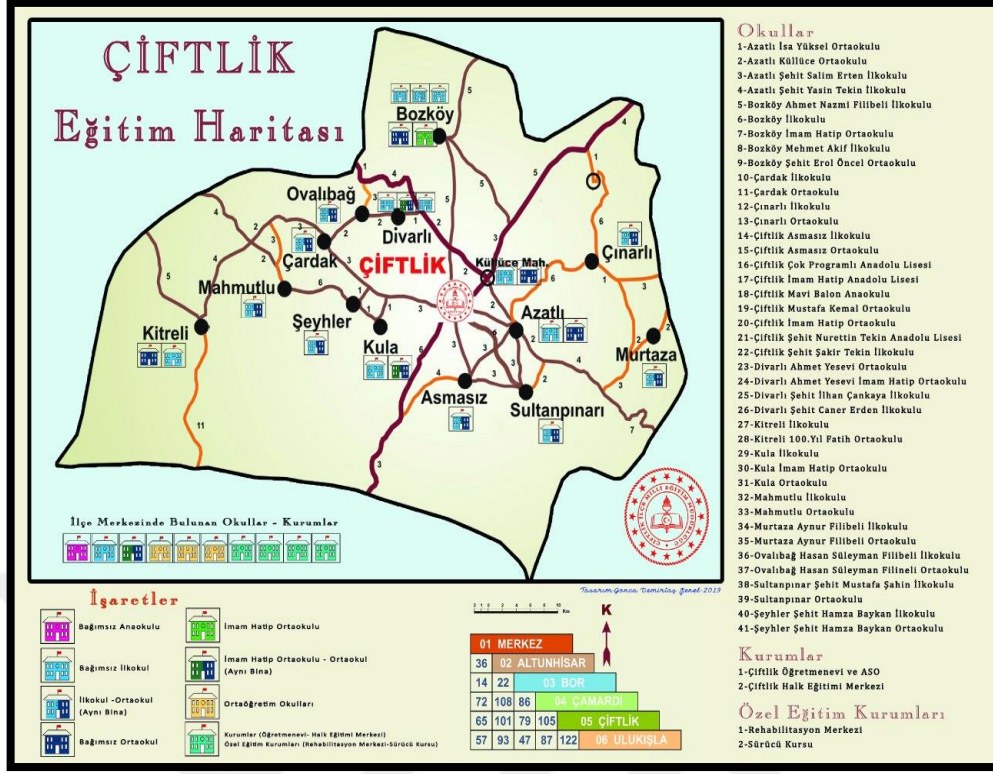 ÇİFTLİK
Eğitim Haritası
Bozköy
Ovalıbağ
Divarlı
Çardak
ÇİFTLİK
Küllüce Mah.
Çınarlı
Mahmutlu
Şeyhler
Azatlı
Kitreli
Kula
Murtaza
Asmasız
Sultanpınarı
11
7
İlçe Merkezinde Bulunan Okullar - Kurumlar
Tasarım:Gonca Demirtaş Şenel-2019
İşaretler
Bağımsız Anaokulu
Bağımsız İlkokul
İlkokul -Ortaokul
(Aynı Bina)
Bağımsız Ortaokul
İmam Hatip Ortaokulu
İmam Hatip Ortaokulu - Ortaokul
(Aynı Bina)
Ortaöğretim Okulları
Kurumlar (Öğretmenevi- Halk Eğitimi Merkezi)
Özel Eğitim Kurumları (Rehabilitasyon Merkezi-Sürücü Kursu)
Km
K
01 MERKEZ
36 02 ALTUNHİSAR
14 22 03 BOR
72 108 86 04 ÇAMARDI
65 101 79 105 05 ÇİFTLİK
57 93 47 87 122 06 ULUKIŞLA
Okullar
1-Azatlı İsa Yüksel Ortaokulu
2-Azatlı Küllüce Ortaokulu
3-Azatlı Şehit Salim Erten İlkokulu
4-Azatlı Şehit Yasin Tekin İlkokulu
5-Bozköy Ahmet Nazmi Filibeli İlkokulu
6-Bozköy İlkokulu
7-Bozköy İmam Hatip Ortaokulu
8-Bozköy Mehmet Akif İlkokulu
9-Bozköy Şehit Erol Öncel Ortaokulu
10-Çardak İlkokulu
11-Çardak Ortaokulu
12-Çınarlı İlkokulu
13-Çınarlı Ortaokulu
14-Çiftlik Asmasız İlkokulu
15-Çiftlik Asmasız Ortaokulu
16-Çiftlik Çok Programlı Anadolu Lisesi
17-Çiftlik İmam Hatip Anadolu Lisesi
18-Çiftlik Mavi Balon Anaokulu
19-Çiftlik Mustafa Kemal Ortaokulu
20-Çiftlik İmam Hatip Ortaokulu
21-Çiftlik Şehit Nurettin Tekin Anadolu Lisesi
22-Çiftlik Şehit Şakir Tekin İlkokulu
23-Divarlı Ahmet Yesevi Ortaokulu
24-Divarlı Ahmet Yesevi İmam Hatip Ortaokulu
25-Divarlı Şehit İlhan Çankaya İlkokulu
26-Divarlı Şehit Caner Erden İlkokulu
27-Kitreli İlkokulu
28-Kitreli 100.Yıl Fatih Ortaokulu
29-Kula İlkokulu
30-Kula İmam Hatip Ortaokulu
31-Kula Ortaokulu
32-Mahmutlu İlkokulu
33-Mahmutlu Ortaokulu
34-Murtaza Aynur Filibeli İlkokulu
35-Murtaza Aynur Filibeli Ortaokulu
36-Ovalıbağ Hasan Süleyman Filibeli İlkokulu
37-Ovalıbağ Hasan Süleyman Filineli Ortaokulu
38-Sultanpınar Şehit Mustafa Şahin İlkokulu
39-Sultanpınar Ortaokulu
40-Şeyhler Şehit Hamza Baykan İlkokulu
41-Şeyhler Şehit Hamza Baykan Ortaokulu
Kurumlar
1-Çiftlik Öğretmenevi ve ASO
2-Çiftlik Halk Eğitimi Merkezi
Özel Eğitim Kurumları
1-Rehabilitasyon Merkezi
2-Sürücü Kursu